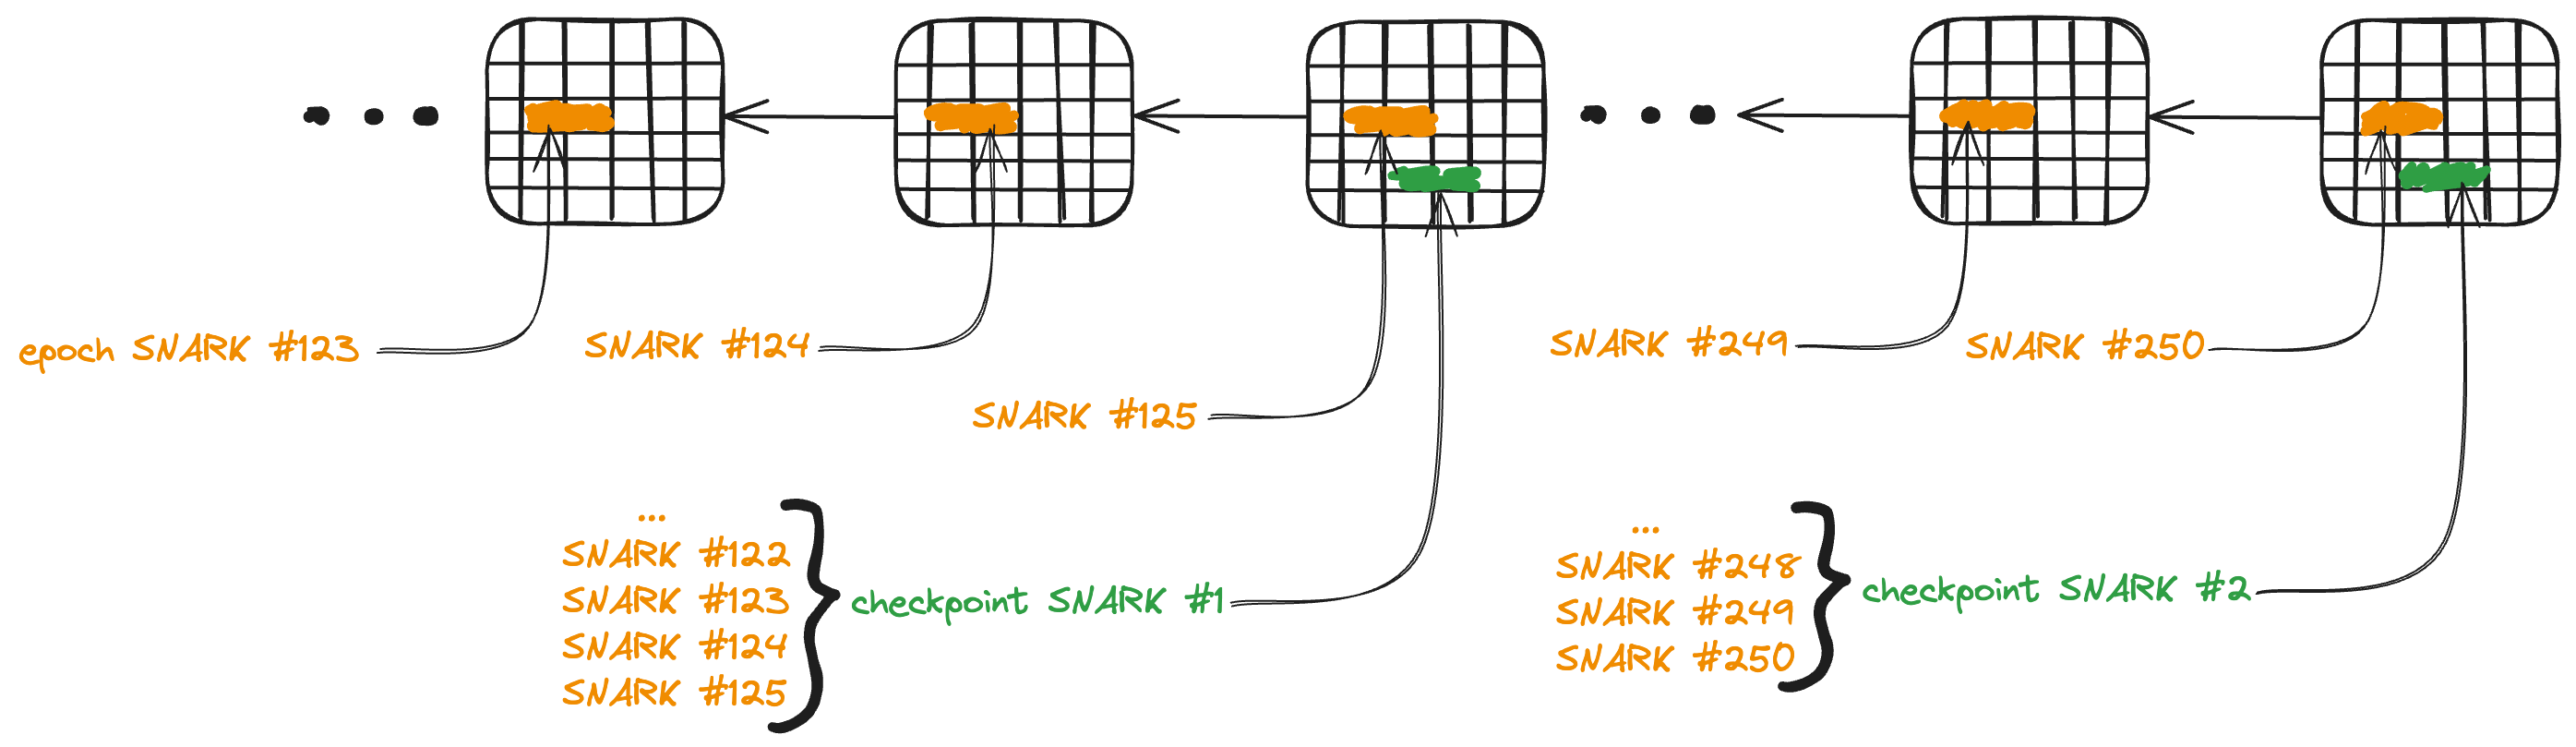 epoch SNARK #123
SNARK #124
SNARK #125
SNARK #249
SNARK #250
...
SNARK #122
SNARK #123
SNARK #124
SNARK #125
checkpoint SNARK #1
...
SNARK #248
SNARK #249
SNARK #250
checkpoint SNARK #2